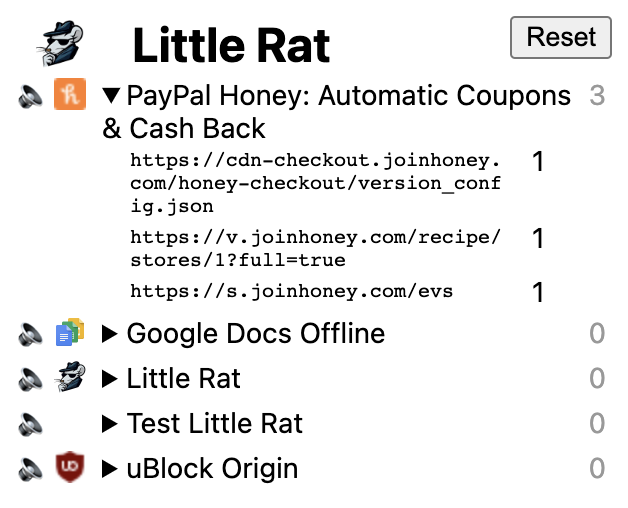 Little Rat
Reset
▼ PayPal Honey: Automatic Coupons 3
& Cash Back
https://cdn-checkout.joinhoney. 1
com/honey-checkout/version_conf
ig.json
https://v.joinhoney.com/recipe/ 1
stores/1?full=true
https://s.joinhoney.com/evs 1
▶ Google Docs Offline 0
▶ Little Rat 0
▶ Test Little Rat 0
▶ uBlock Origin 0